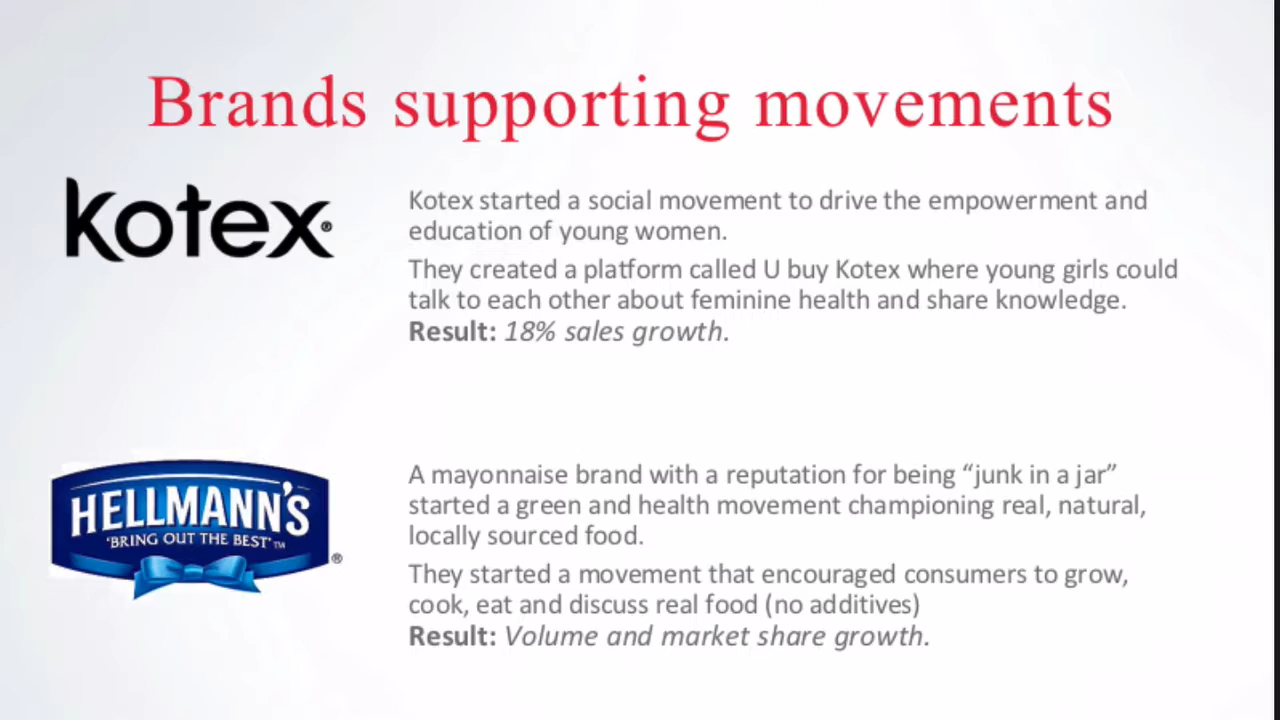 Brands supporting movements
kotex®
Kotex started a social movement to drive the empowerment and
education of young women.
They created a platform called U buy Kotex where young girls could
talk to each other about feminine health and share knowledge.
Result: 18% sales growth.
HELLMANN'S
'BRING OUT THE BEST'™
®
A mayonnaise brand with a reputation for being “junk in a jar”
started a green and health movement championing real, natural,
locally sourced food.
They started a movement that encouraged consumers to grow,
cook, eat and discuss real food (no additives)
Result: Volume and market share growth.